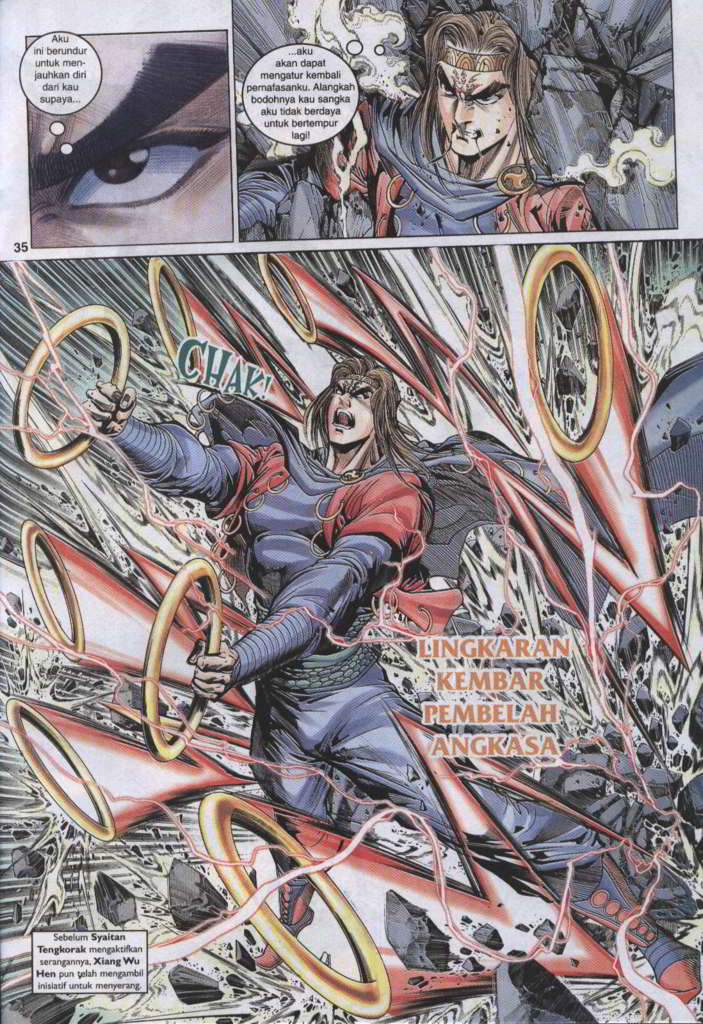 Aku
ini berundur
untuk men-
jauhkan diri
dari kau
supaya...
...aku
akan dapat
mengatur kembali
pernafasanku. Alangkah
bodohnya kau sangka
aku tidak berdaya
untuk bertempur
lagi!
35
CHAK!
LINGKARAN
KEMBAR
PEMBELAH
ANGKASA
Sebelum Syaitan
Tengkorak mengaktifkan
serangannya, Xiang Wu
Hen pun telah mengambil
inisiatif untuk menyerang.